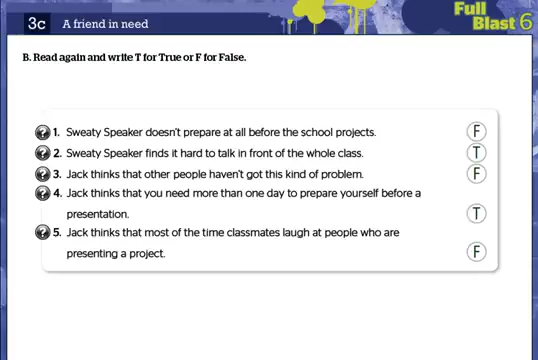 3c A friend in need
Full
Blast 6
B. Read again and write T for True or F for False.
? 1. Sweaty Speaker doesn't prepare at all before the school projects. F
? 2. Sweaty Speaker finds it hard to talk in front of the whole class. T
? 3. Jack thinks that other people haven't got this kind of problem. F
? 4. Jack thinks that you need more than one day to prepare yourself before a
presentation. T
? 5. Jack thinks that most of the time classmates laugh at people who are
presenting a project. F